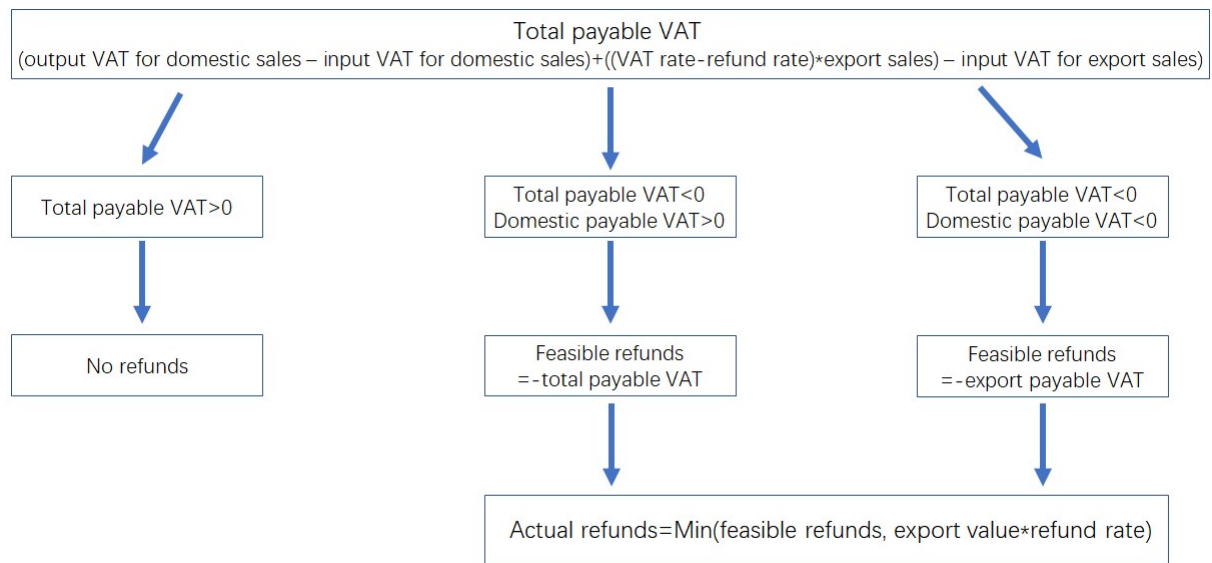 Total payable VAT
(output VAT for domestic sales – input VAT for domestic sales)+((VAT rate-refund rate)*export sales) – input VAT for export sales)
Total payable VAT>0
Total payable VAT<0
Domestic payable VAT>0
Total payable VAT<0
Domestic payable VAT<0
No refunds
Feasible refunds
=-total payable VAT
Feasible refunds
=-export payable VAT
Actual refunds=Min(feasible refunds, export value*refund rate)